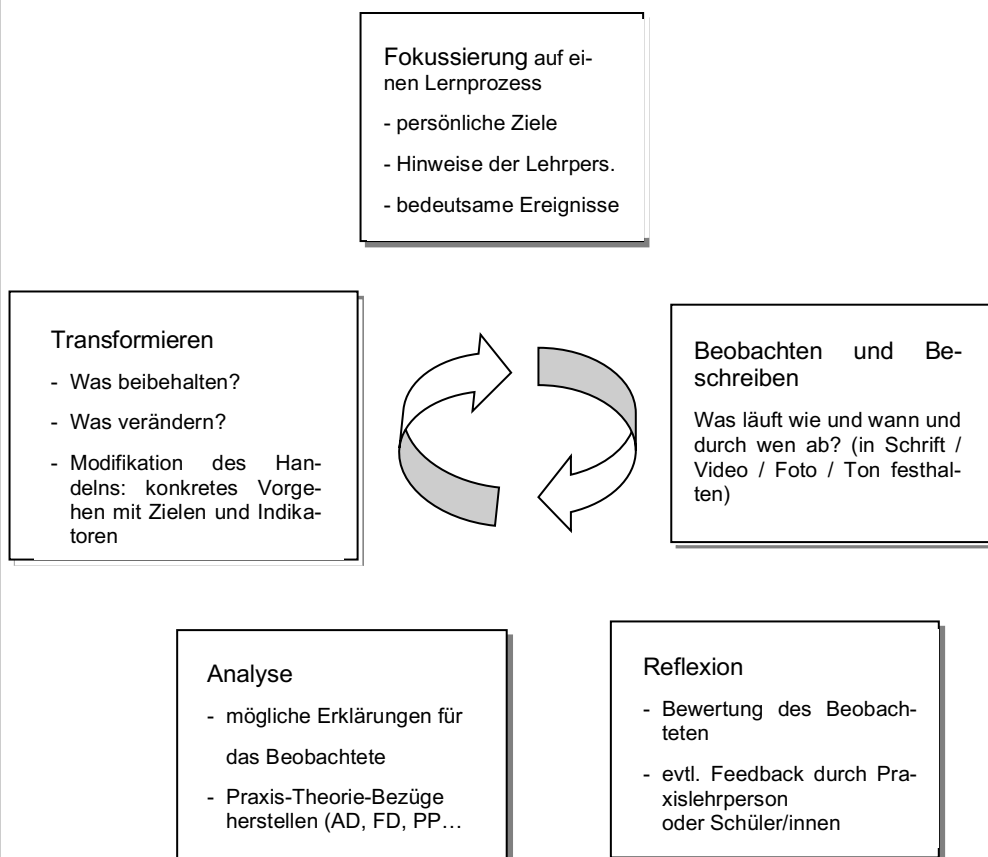 Fokussierung auf ei-
nen Lernprozess
- persönliche Ziele
- Hinweise der Lehrpers.
- bedeutsame Ereignisse
Beobachten und Be-
schreiben
Was läuft wie und wann und
durch wen ab? (in Schrift /
Video / Foto / Ton festhal-
ten)
Reflexion
- Bewertung des Beobach-
teten
- evtl. Feedback durch Pra-
xislehrperson
oder Schüler/innen
Analyse
- mögliche Erklärungen für
das Beobachtete
- Praxis-Theorie-Bezüge
herstellen (AD, FD, PP…
Transformieren
- Was beibehalten?
- Was verändern?
- Modifikation des Han-
delns: konkretes Vorge-
hen mit Zielen und Indika-
toren